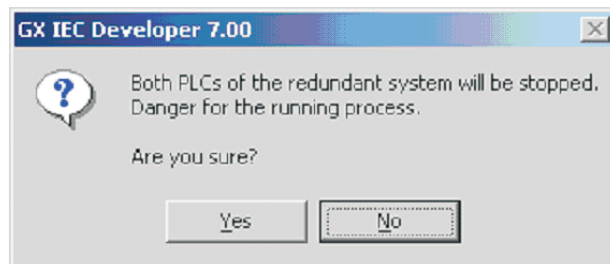 GX IEC Developer 7.00
Both PLCs of the redundant system will be stopped.
Danger for the running process.
Are you sure?
Yes
No